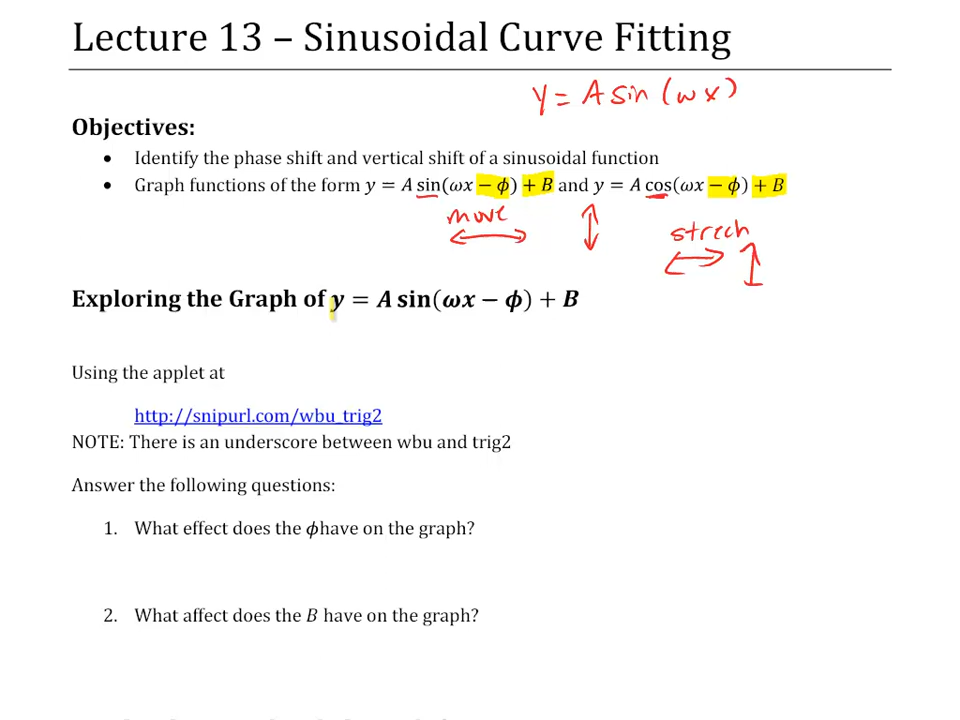 Lecture 13 – Sinusoidal Curve Fitting
y = A sin (ωx)
Objectives:
• Identify the phase shift and vertical shift of a sinusoidal function
• Graph functions of the form y = A sin(ωx − ϕ) + B and y = A cos(ωx − ϕ) + B
move
strech
Exploring the Graph of y = A sin(ωx − ϕ) + B
Using the applet at
http://snipurl.com/wbu_trig2
NOTE: There is an underscore between wbu and trig2
Answer the following questions:
1. What effect does the ϕhave on the graph?
2. What affect does the B have on the graph?